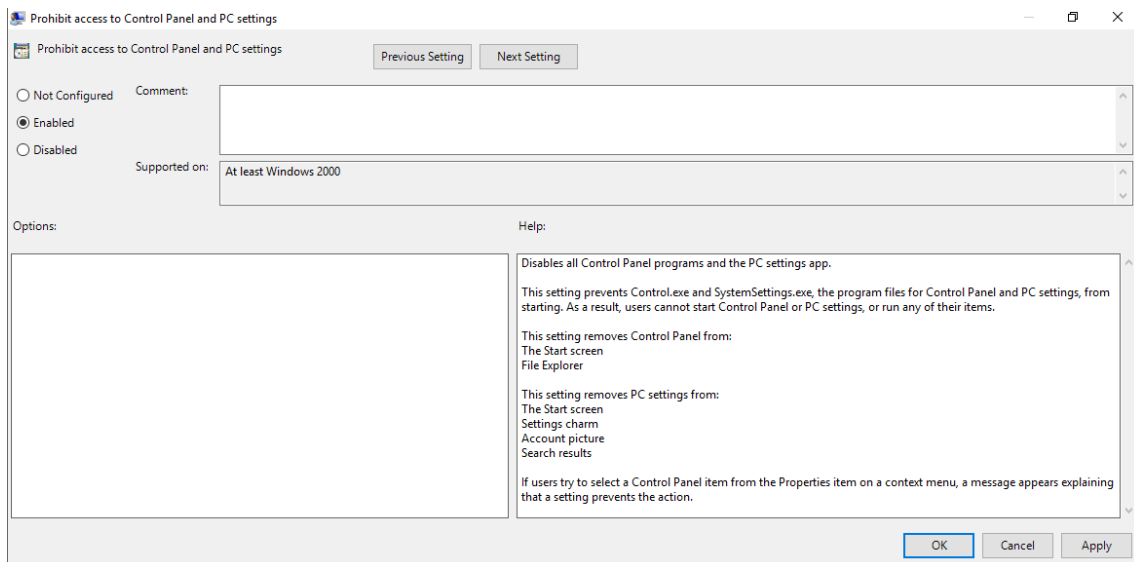 Prohibit access to Control Panel and PC settings
Prohibit access to Control Panel and PC settings
Previous Setting
Next Setting
Not Configured
Enabled
Disabled
Comment:
Supported on:
At least Windows 2000
Options:
Help:
Disables all Control Panel programs and the PC settings app.
This setting prevents Control.exe and SystemSettings.exe, the program files for Control Panel and PC settings, from
starting. As a result, users cannot start Control Panel or PC settings, or run any of their items.
This setting removes Control Panel from:
The Start screen
File Explorer
This setting removes PC settings from:
The Start screen
Settings charm
Account picture
Search results
If users try to select a Control Panel item from the Properties item on a context menu, a message appears explaining
that a setting prevents the action.
OK
Cancel
Apply